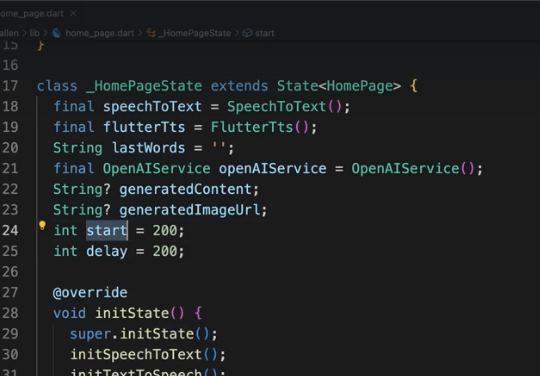 home_page.dart ×
allen > lib > home_page.dart > _HomePageState > start
15 }
16
17 class _HomePageState extends State<HomePage> {
18 final speechToText = SpeechToText();
19 final flutterTts = FlutterTts();
20 String lastWords = '';
21 final OpenAIService openAIService = OpenAIService();
22 String? generatedContent;
23 String? generatedImageUrl;
24 int start = 200;
25 int delay = 200;
26
27 @override
28 void initState() {
29 super.initState();
30 initSpeechToText();
31 initTextToSpeech();